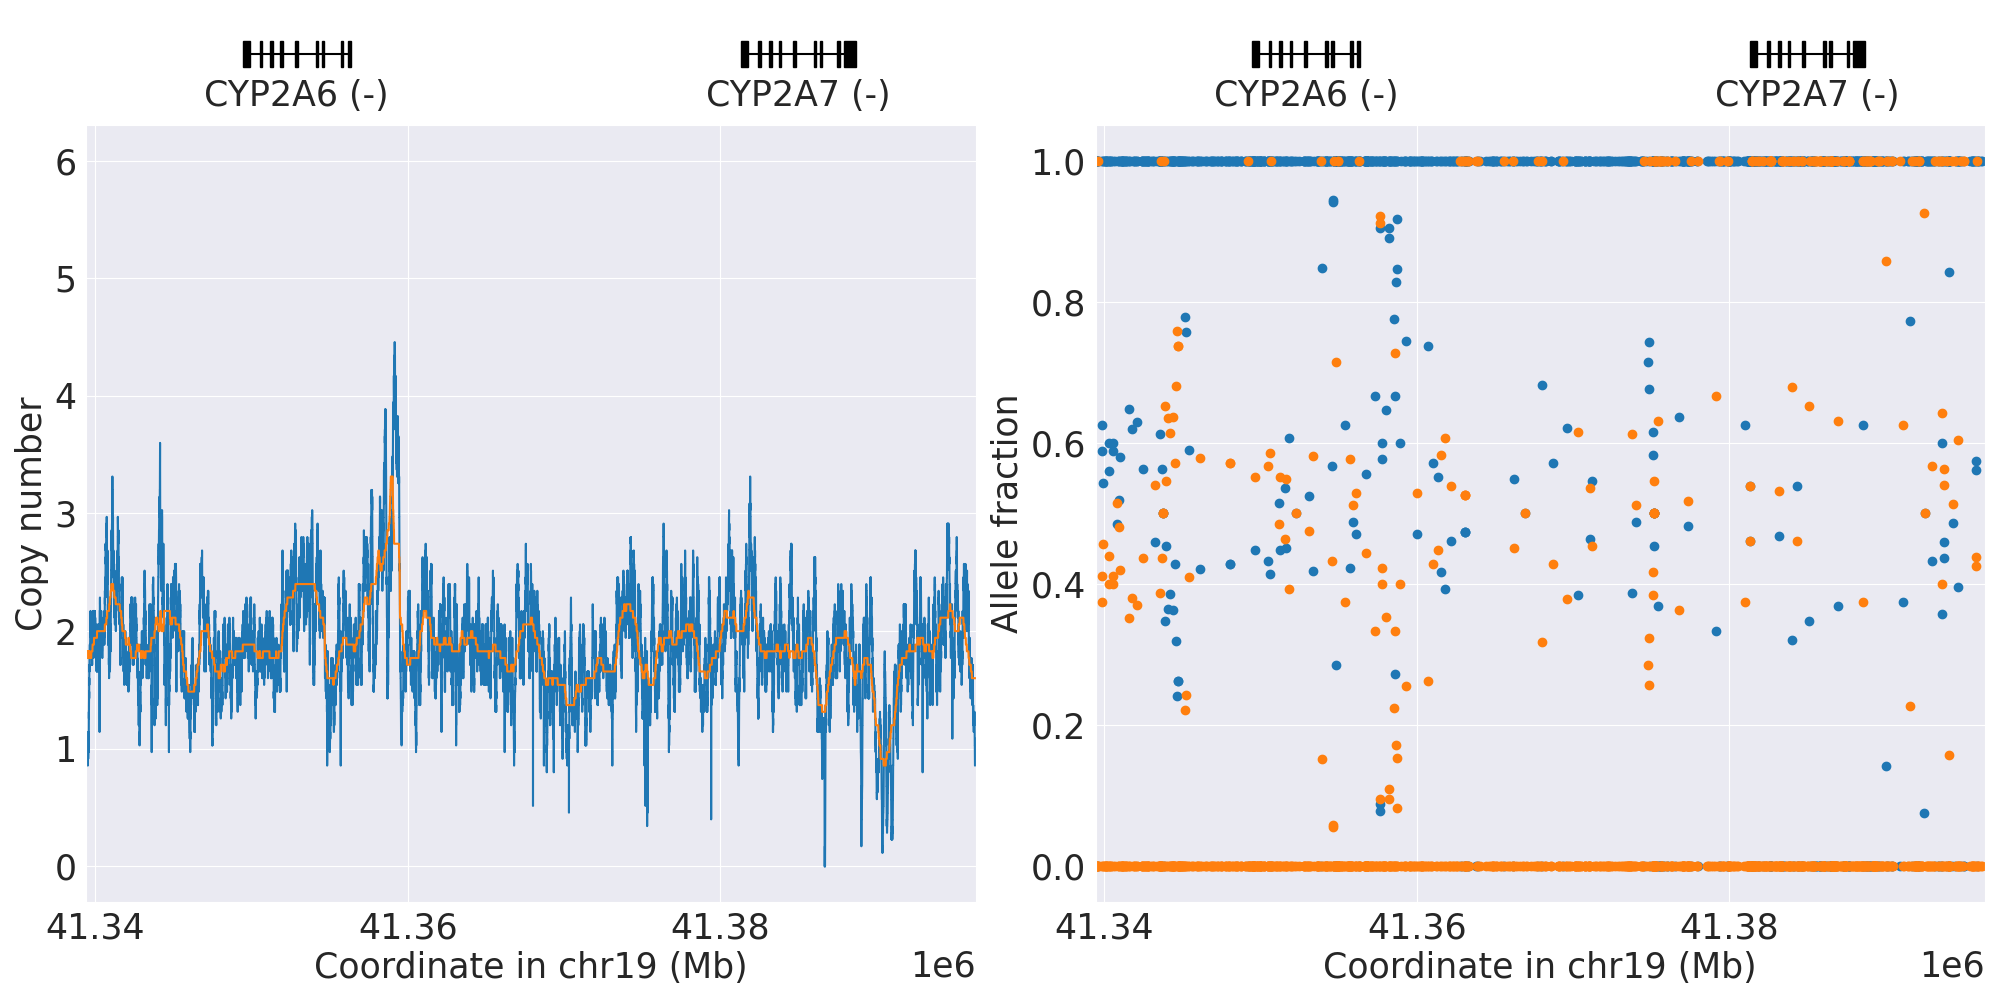 CYP2A6 (-)
CYP2A7 (-)
6
5
4
3
2
1
0
Copy number
41.34
41.36
41.38
Coordinate in chr19 (Mb)
1e6
CYP2A6 (-)
CYP2A7 (-)
1.0
0.8
0.6
0.4
0.2
0.0
Allele fraction
41.34
41.36
41.38
Coordinate in chr19 (Mb)
1e6